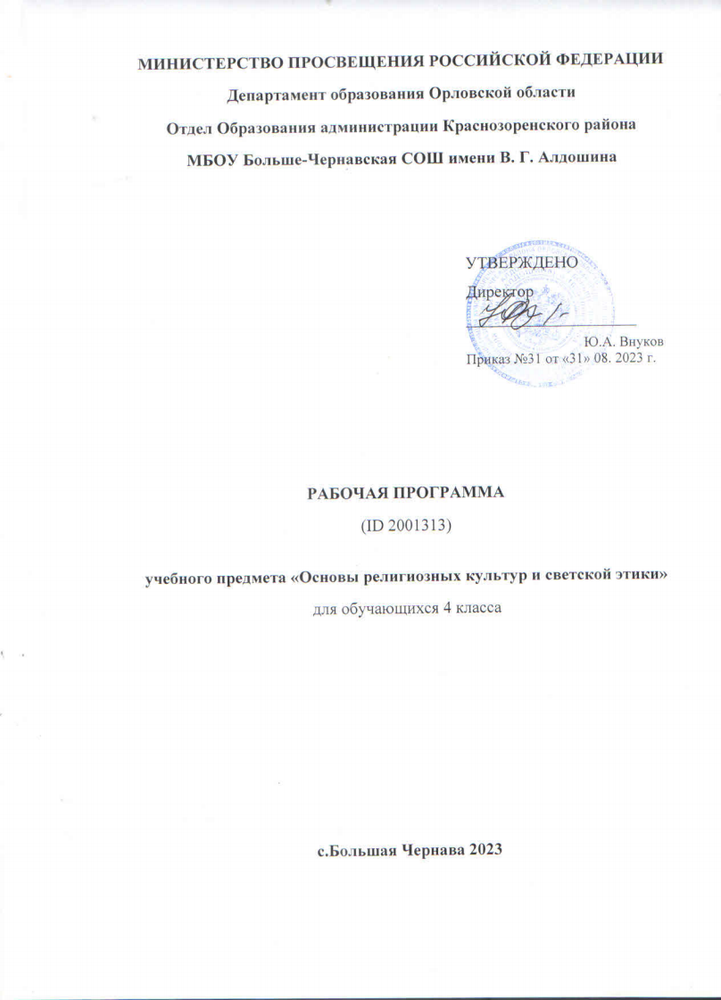 МИНИСТЕРСТВО ПРОСВЕЩЕНИЯ РОССИЙСКОЙ ФЕДЕРАЦИИ
Департамент образования Орловской области
Отдел Образования администрации Краснозоренского района
МБОУ Больше-Чернавская СОШ имени В. Г. Алдошина
УТВЕРЖДЕНО
Директор
Ю.А. Внуков
Приказ №31 от «31» 08. 2023 г.
РАБОЧАЯ ПРОГРАММА
(ID 2001313)
учебного предмета «Основы религиозных культур и светской этики»
для обучающихся 4 класса
с.Большая Чернава 2023